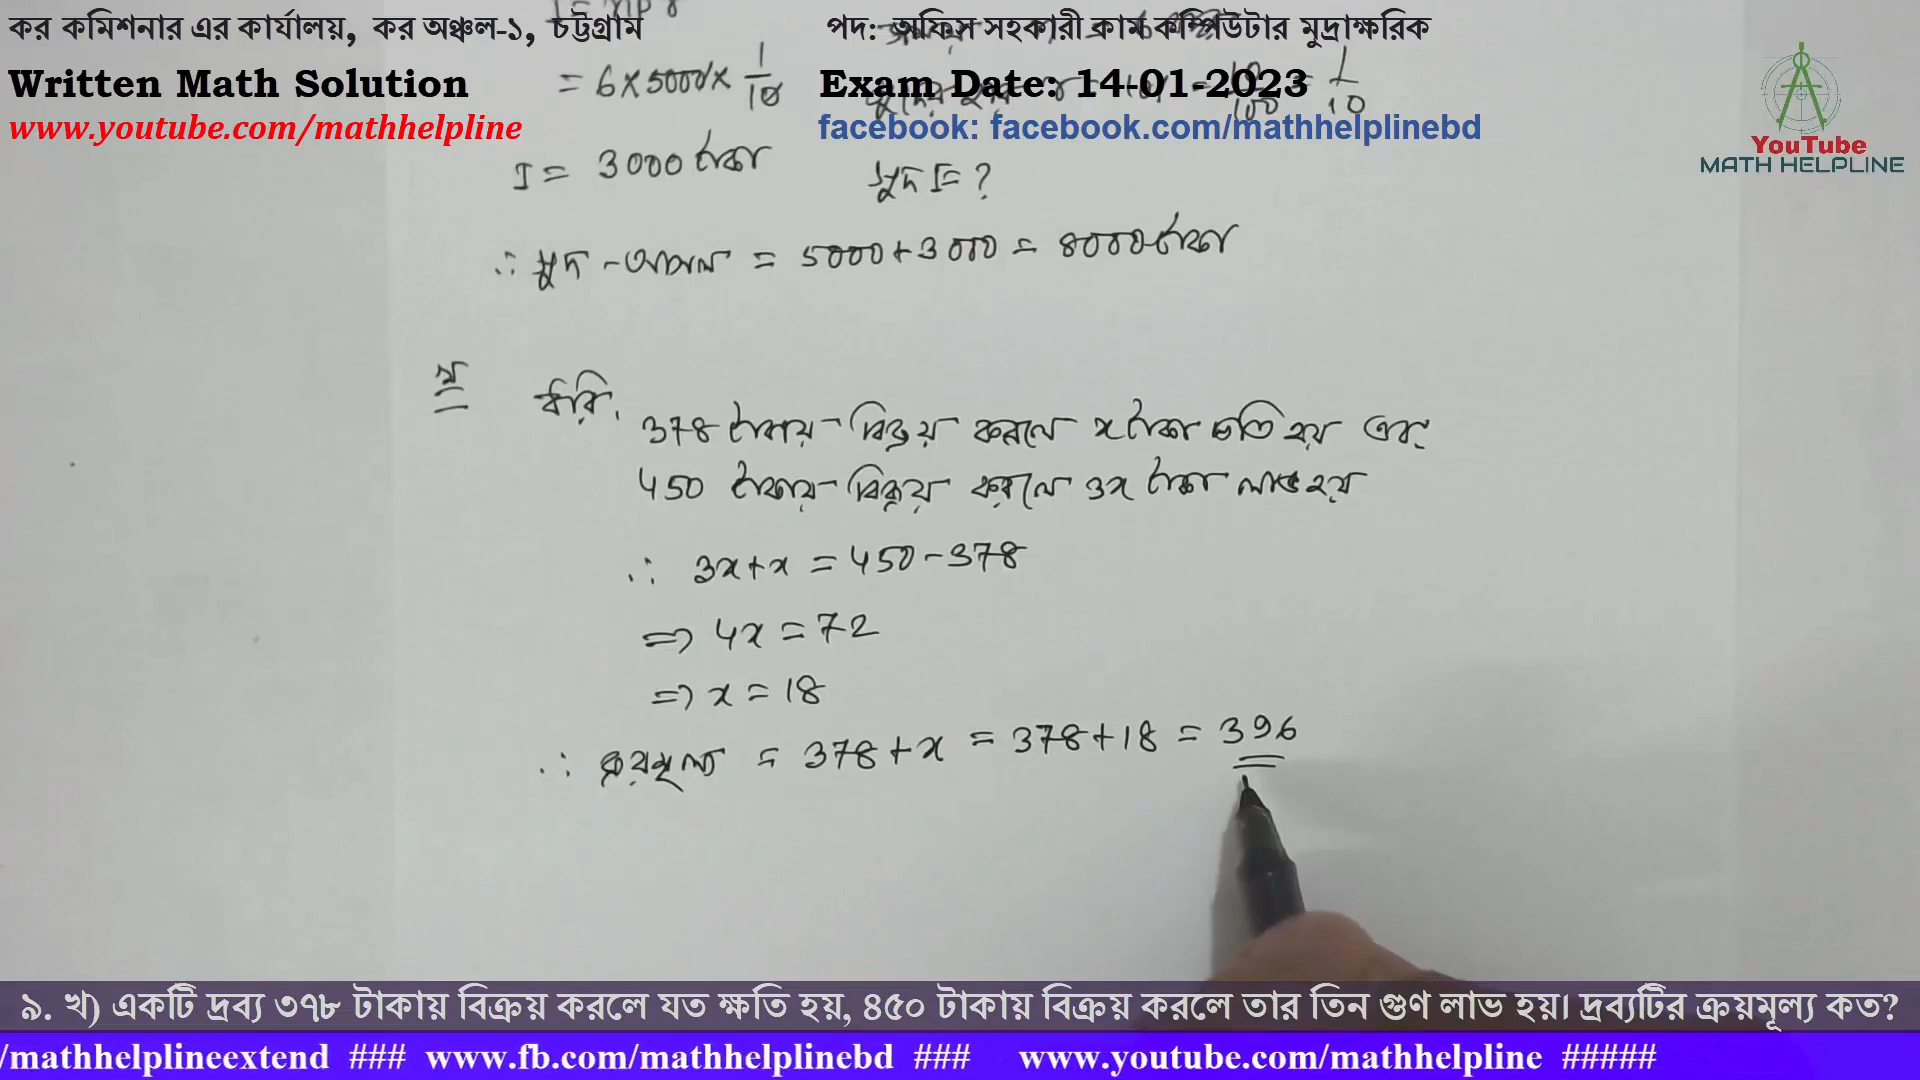 কর কমিশনার এর কার্যালয়, কর অঞ্চল-১, চট্টগ্রাম
পদ: অফিস সহকারী কাম কম্পিউটার মুদ্রাক্ষরিক
Written Math Solution
Exam Date: 14-01-2023
www.youtube.com/mathhelpline
facebook: facebook.com/mathhelplinebd
YouTube
MATH HELPLINE
= 6 x 5000 x 1/10
= 1/10
I = 3000 টাকা
সুদ I = ?
∴ সুদ-আসল = 5000+3000 = 8000 টাকা
খ ধরি,
378 টাকায় বিক্রয় করলে x টাকা ক্ষতি হয় এবং
450 টাকায় বিক্রয় করলে 3x টাকা লাভ হয়
∴ 3x+x = 450-378
=> 4x = 72
=> x = 18
∴ ক্রয়মূল্য = 378+x = 378+18 = 396
৯. খ) একটি দ্রব্য ৩৭৮ টাকায় বিক্রয় করলে যত ক্ষতি হয়, ৪৫০ টাকায় বিক্রয় করলে তার তিন গুণ লাভ হয়। দ্রব্যটির ক্রয়মূল্য কত?
/mathhelplineextend ### www.fb.com/mathhelplinebd ### www.youtube.com/mathhelpline #####